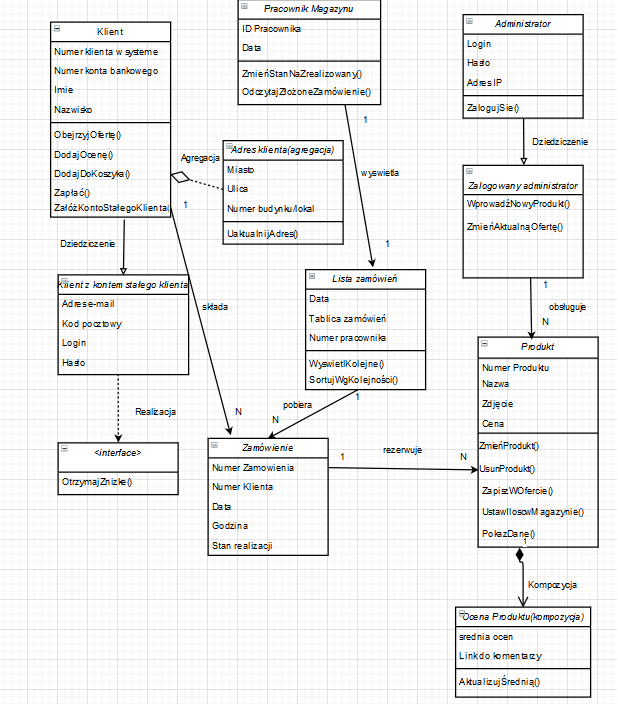 Klient
Numer klienta w systeme
Numer konta bankowego
Imie
Nazwisko
ObejrzyjOfertę()
DodajOcenę()
DodajDoKoszyka()
Zapłać()
ZałóżKontoStałegoKlienta(
Pracownik Magazynu
ID Pracownika
Data
ZmieńStanNaZrealizowany()
OdczytajZłożoneZamówienie()
Administrator
Login
Hasło
Adres IP
ZalogujSie()
Agregacja
Adres klienta(agregacja)
Miasto
Ulica
Numer budynku/lokal
UaktualnijAdres()
1
wyswietla
1
Dziedziczenie
Zalogowany administrator
WprowadźNowyProdukt()
ZmieńAktualnąOfertę()
1
Dziedziczenie
Klient z kontem stałego klienta
Adres e-mail
Kod pocztowy
Login
Hasło
składa
N
1
Lista zamówień
Data
Tablica zamówień
Numer pracownika
WyswietlKolejne()
SortujWgKolejności()
1
obsługuje
N
Produkt
Numer Produktu
Nazwa
Zdjęcie
Cena
ZmieńProdukt()
UsunProdukt()
ZapiszWOfercie()
UstawIloscwMagazynie()
PokazDane()
1
Realizacja
<interface>
OtrzymajZnizke()
pobiera
N
Zamówienie
Numer Zamowienia
Numer Klienta
Data
Godzina
Stan realizacji
1
rezerwuje
N
Kompozycja
Ocena Produktu(kompozycja)
srednia ocen
Link do komentarzy
AktualizujŚrednią()